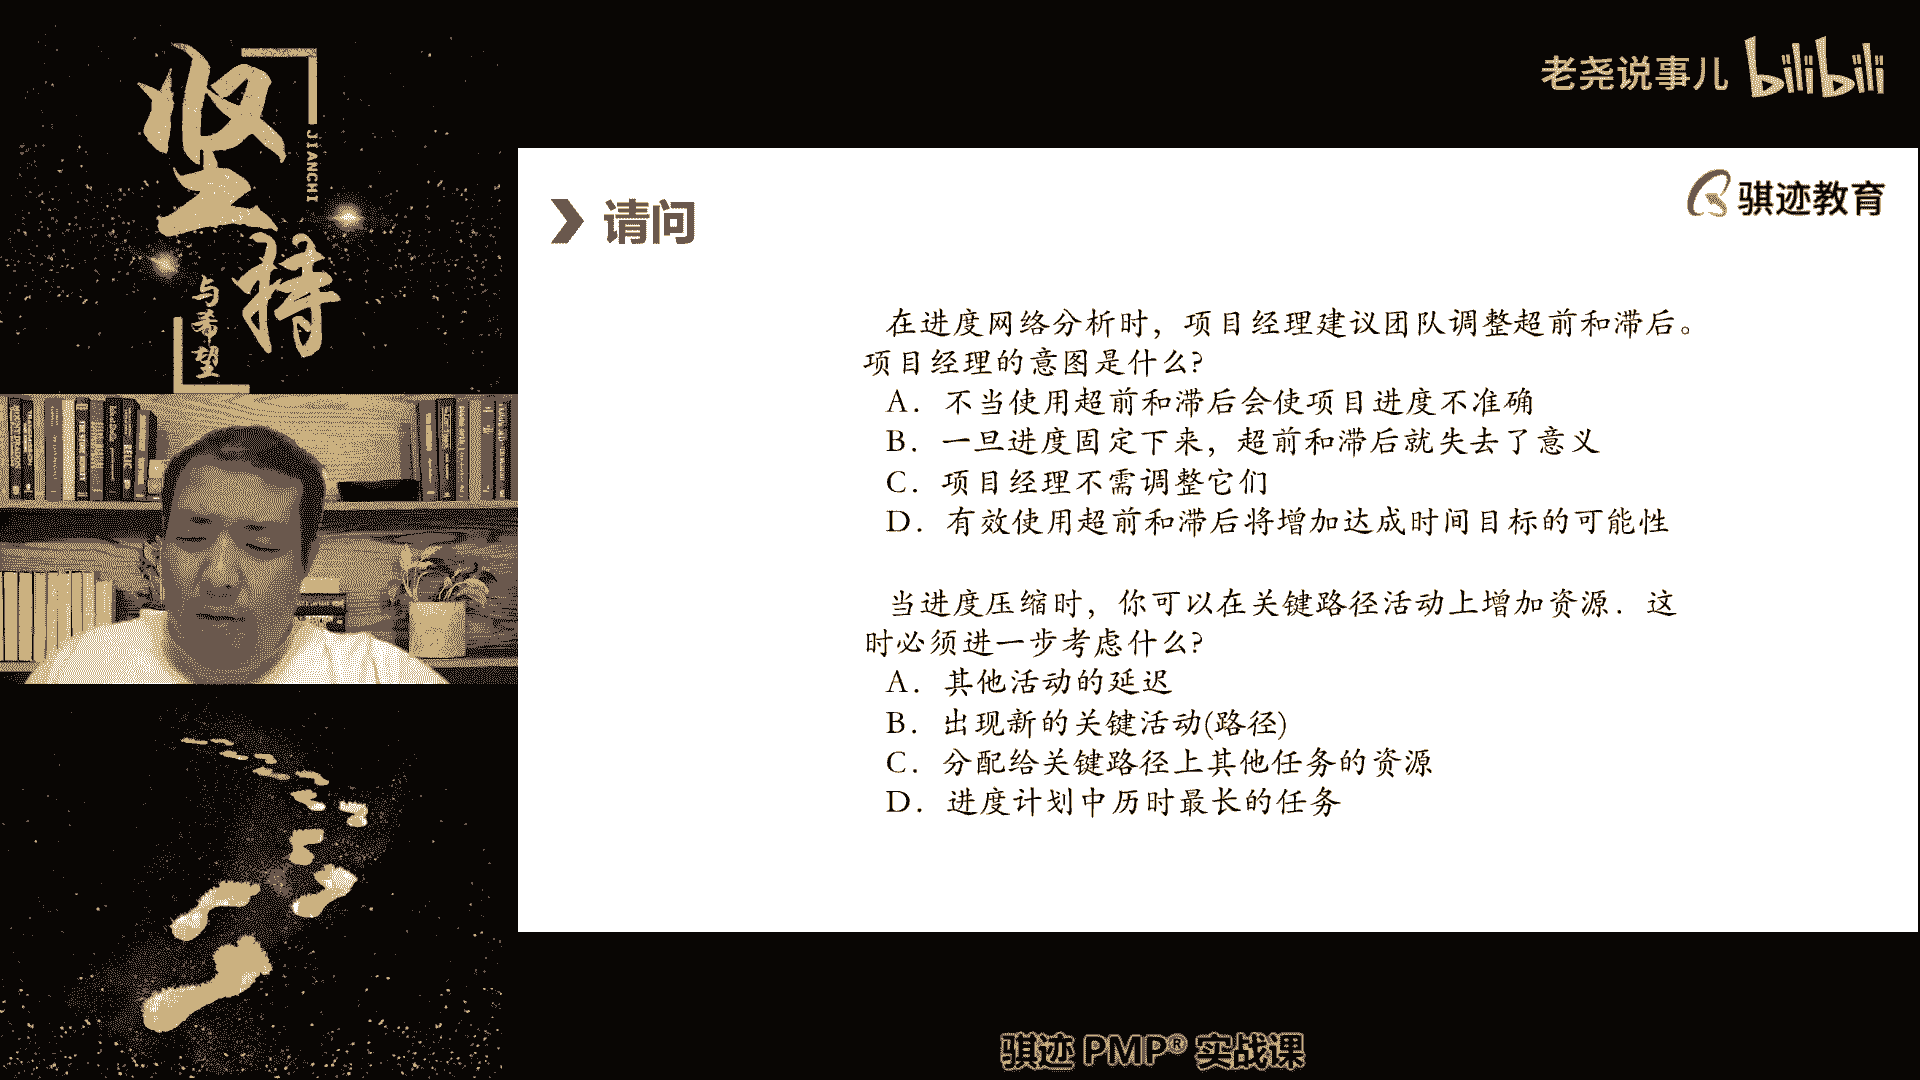 坚持
JIANCHI
与希望
老尧说事儿 bilibili
骐迹教育
请问
在进度网络分析时，项目经理建议团队调整超前和滞后。
项目经理的意图是什么?
A．不当使用超前和滞后会使项目进度不准确
B．一旦进度固定下来，超前和滞后就失去了意义
C．项目经理不需调整它们
D．有效使用超前和滞后将增加达成时间目标的可能性
当进度压缩时，你可以在关键路径活动上增加资源．这
时必须进一步考虑什么?
A．其他活动的延迟
B．出现新的关键活动(路径)
C．分配给关键路径上其他任务的资源
D．进度计划中历时最长的任务
骐迹 PMP® 实战课